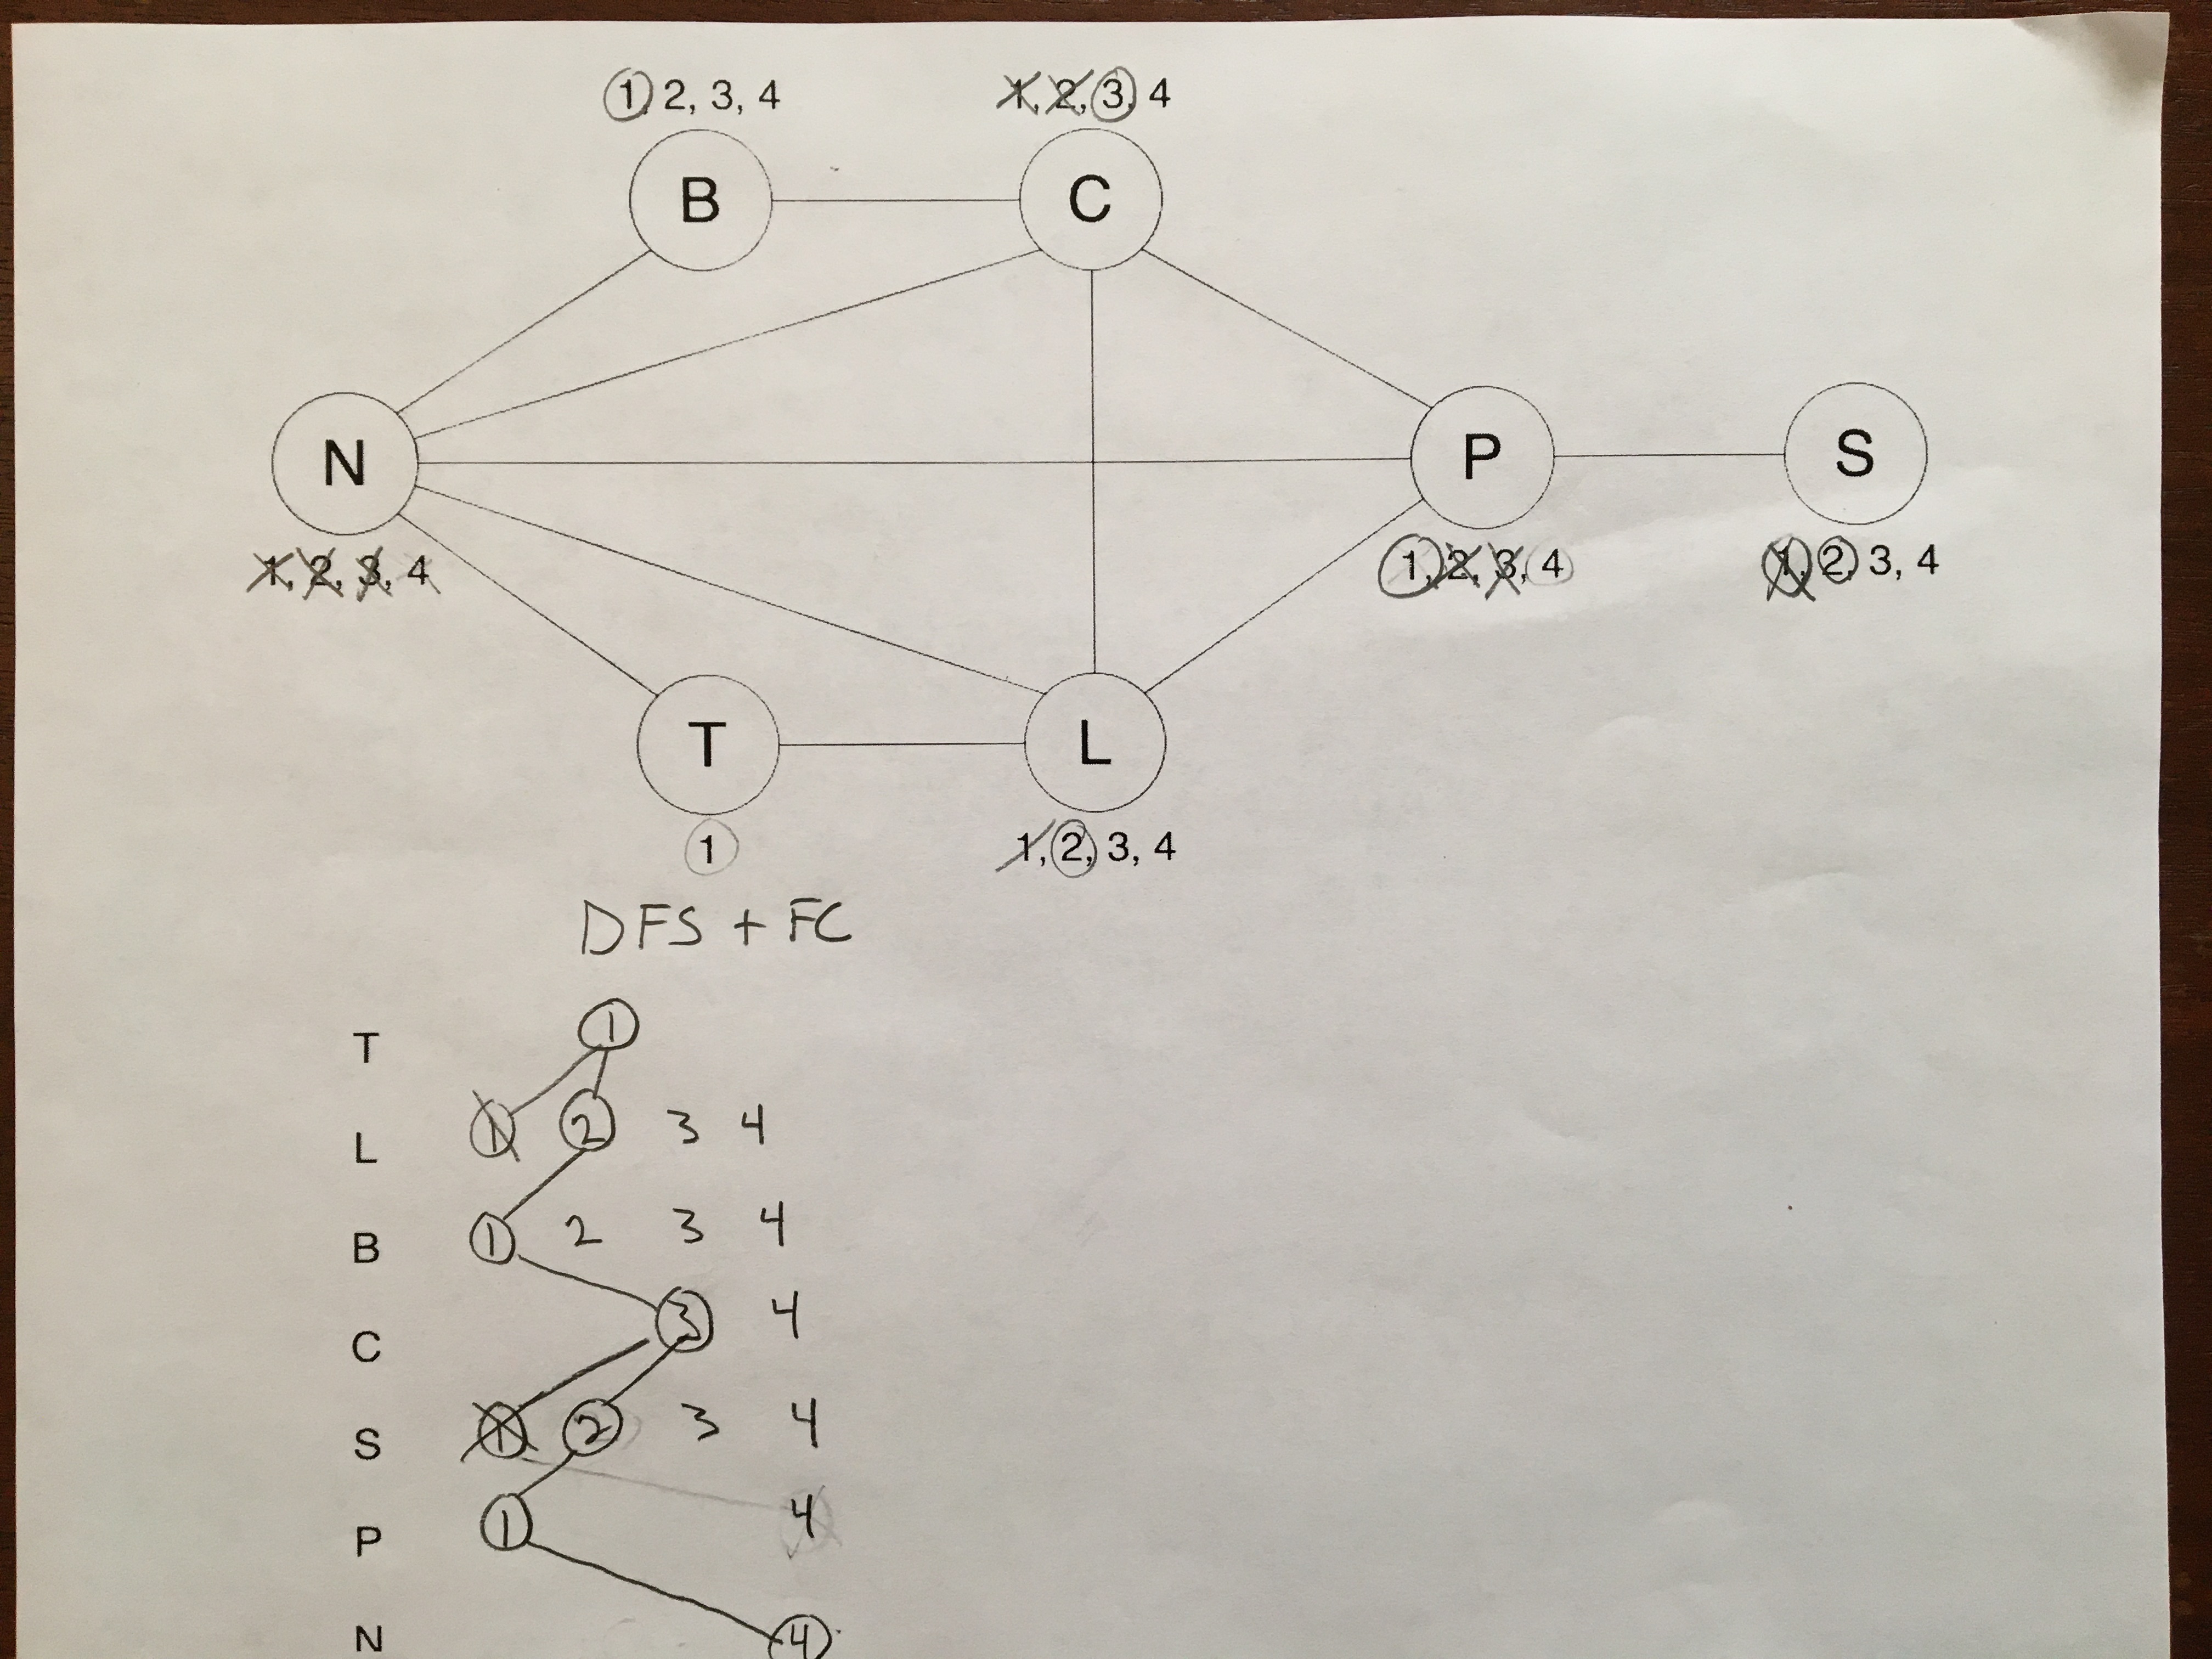 1, 2, 3, 4
1, 2, 3, 4
B
C
N
P
S
1, 2, 3, 4
1, 2, 3, 4
1, 2, 3, 4
T
L
1
1, 2, 3, 4
DFS + FC
T 1
L 1 2 3 4
B 1 2 3 4
C 3 4
S 1 2 3 4
P 1 4
N 4